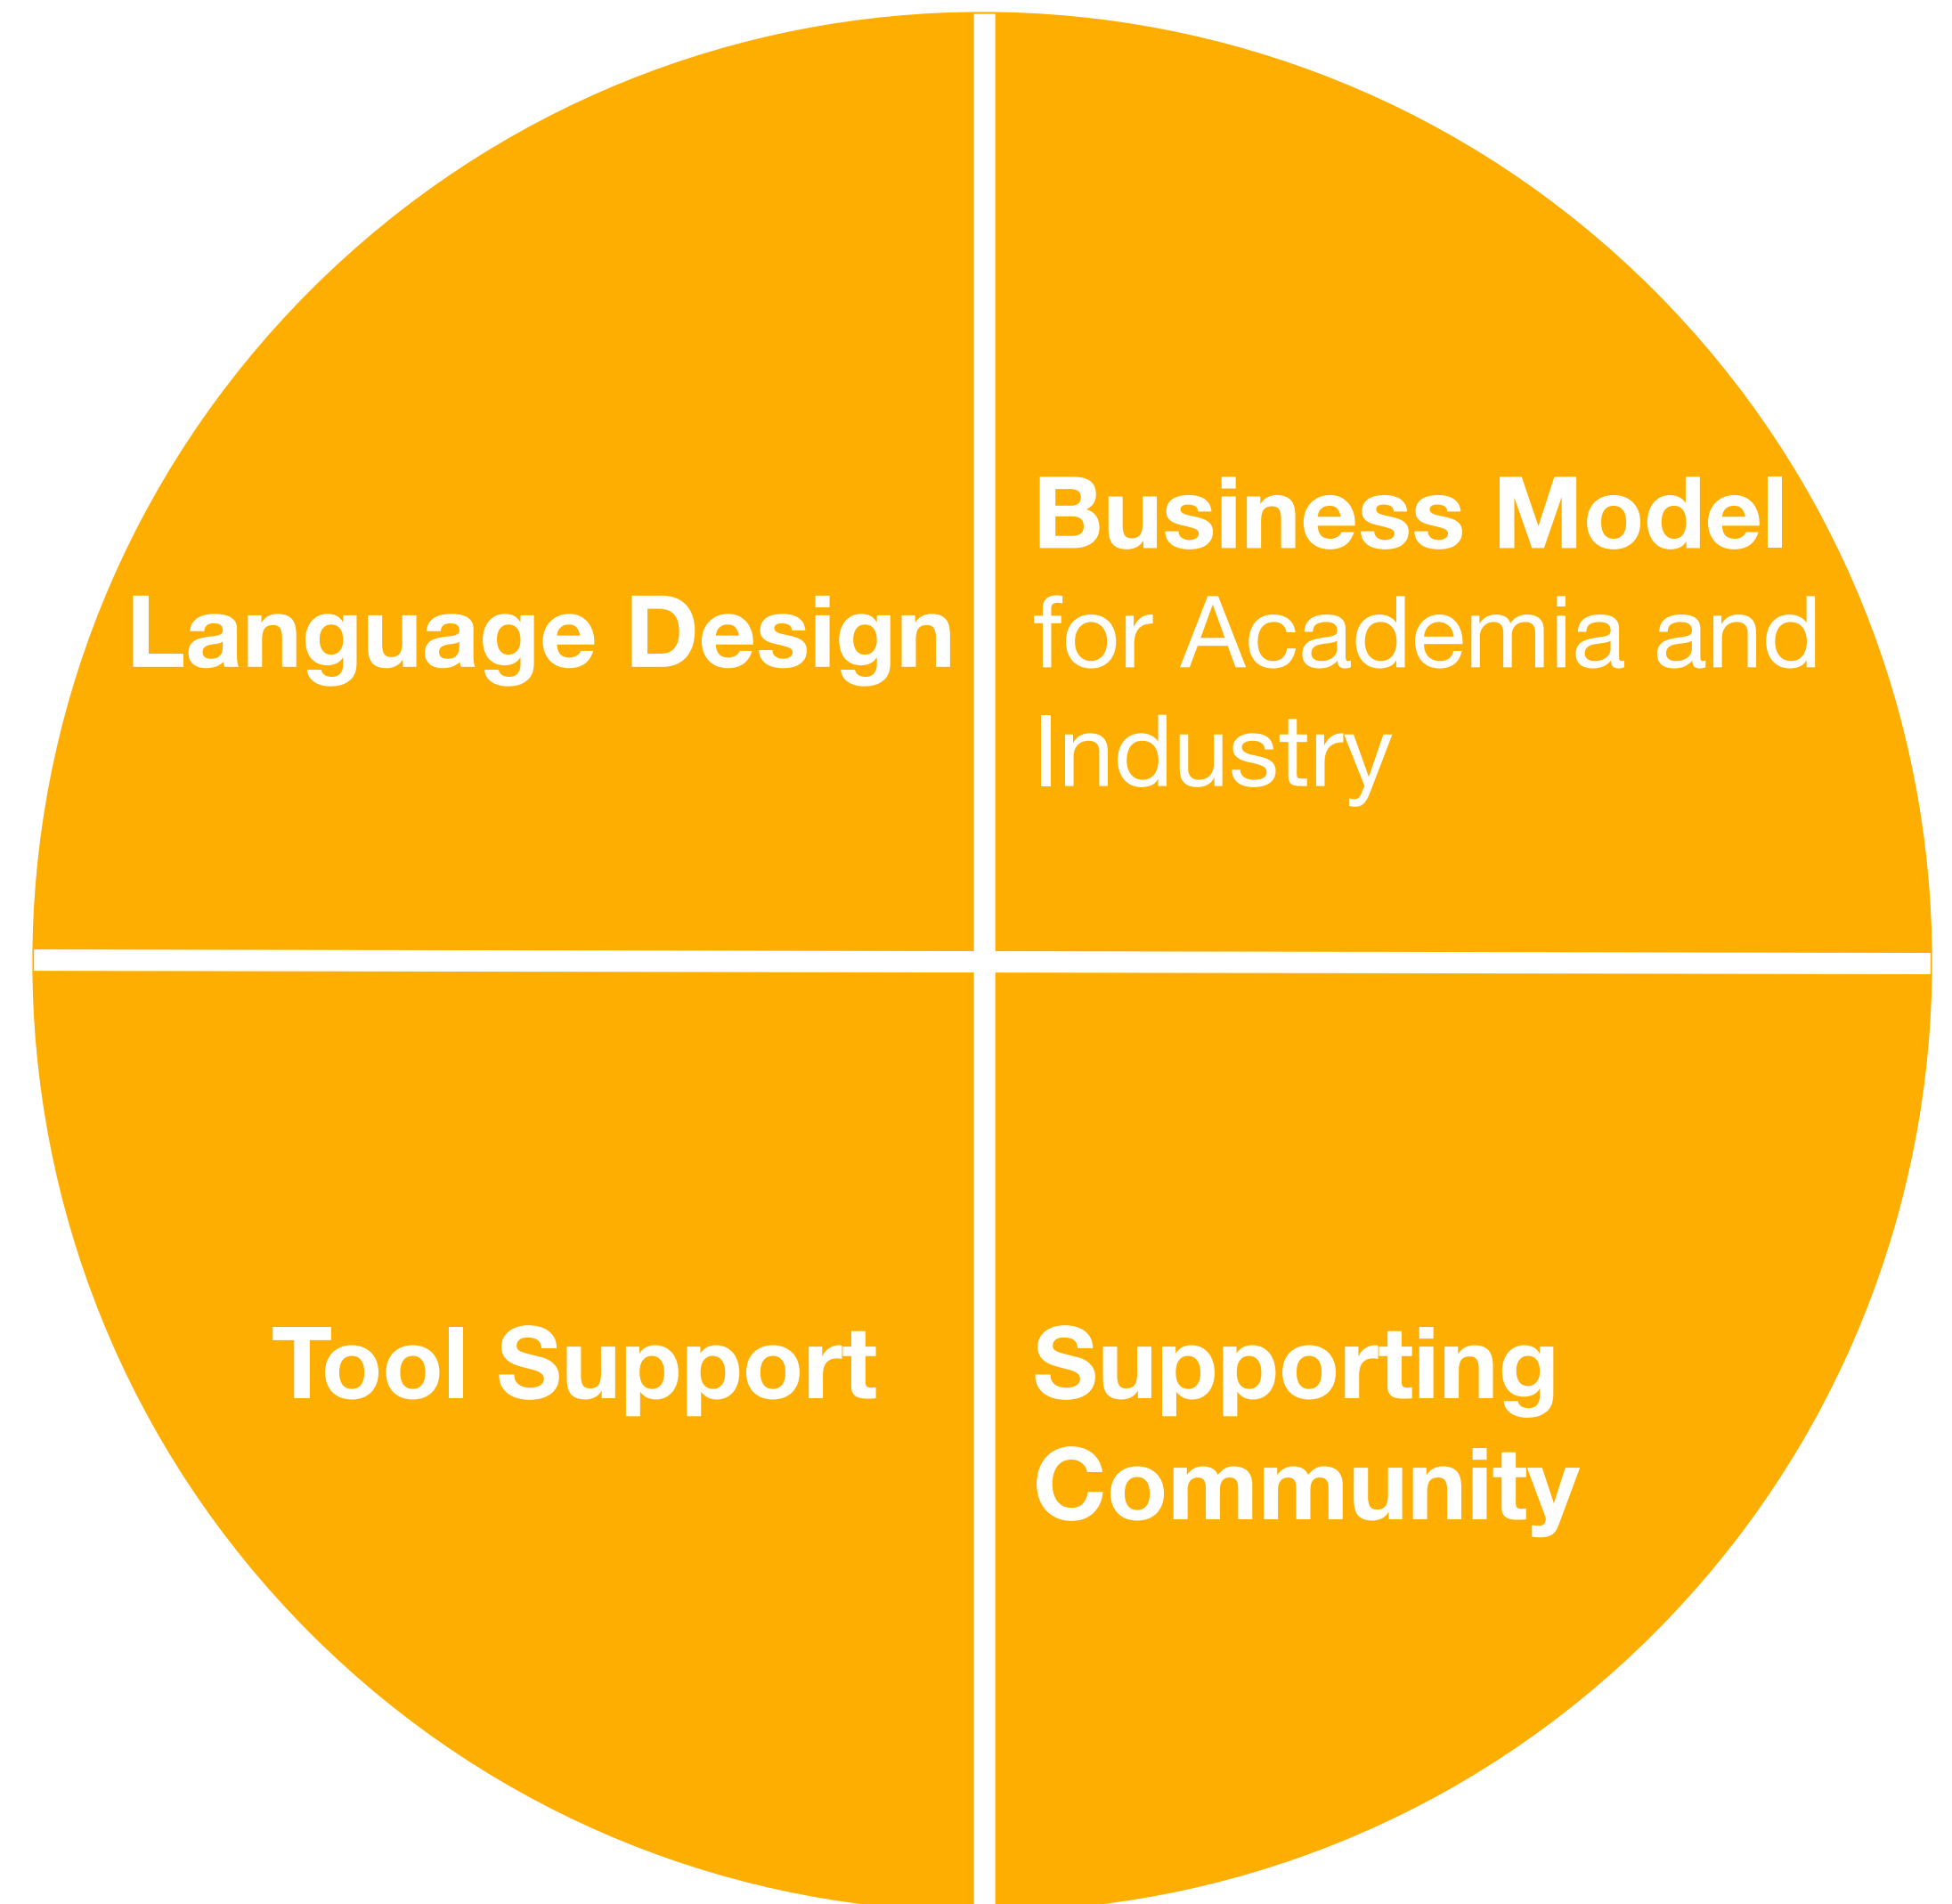 Language Design
Business Model
for Academia and
Industry
Tool Support
Supporting
Community